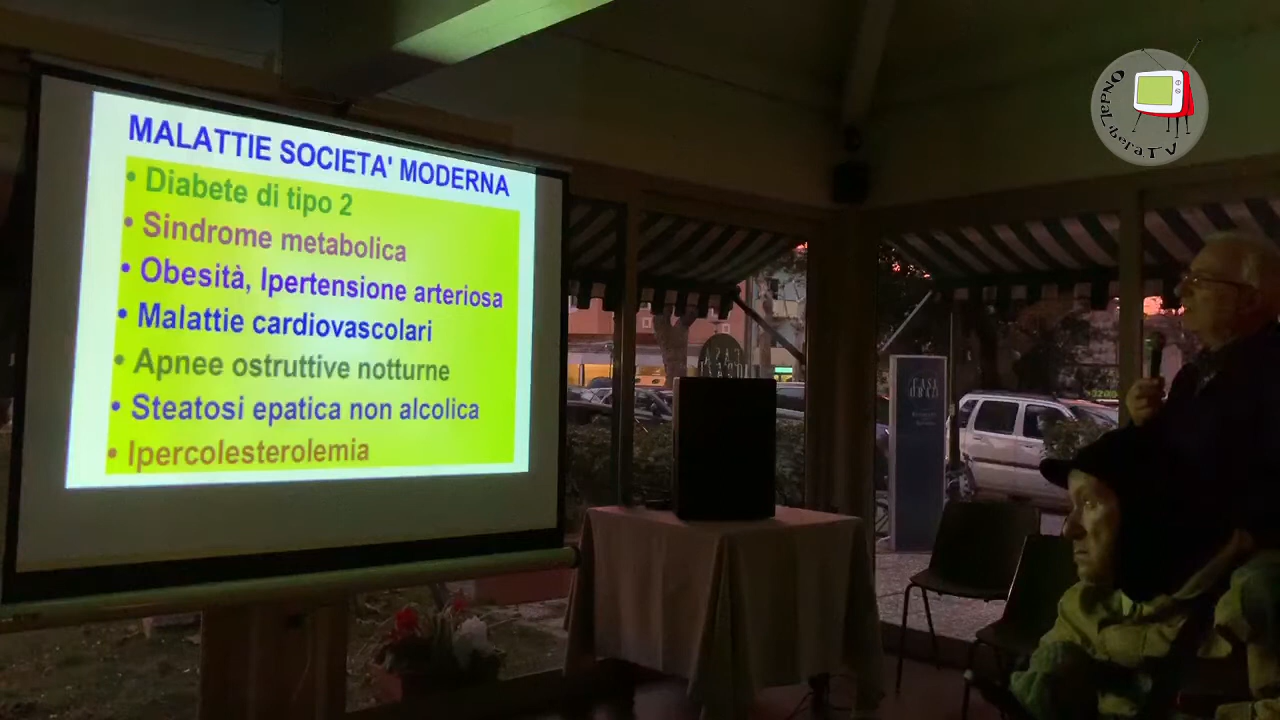 MALATTIE SOCIETA' MODERNA
• Diabete di tipo 2
• Sindrome metabolica
• Obesità, Ipertensione arteriosa
• Malattie cardiovascolari
• Apnee ostruttive notturne
• Steatosi epatica non alcolica
• Ipercolesterolemia
OndaLiberaTV